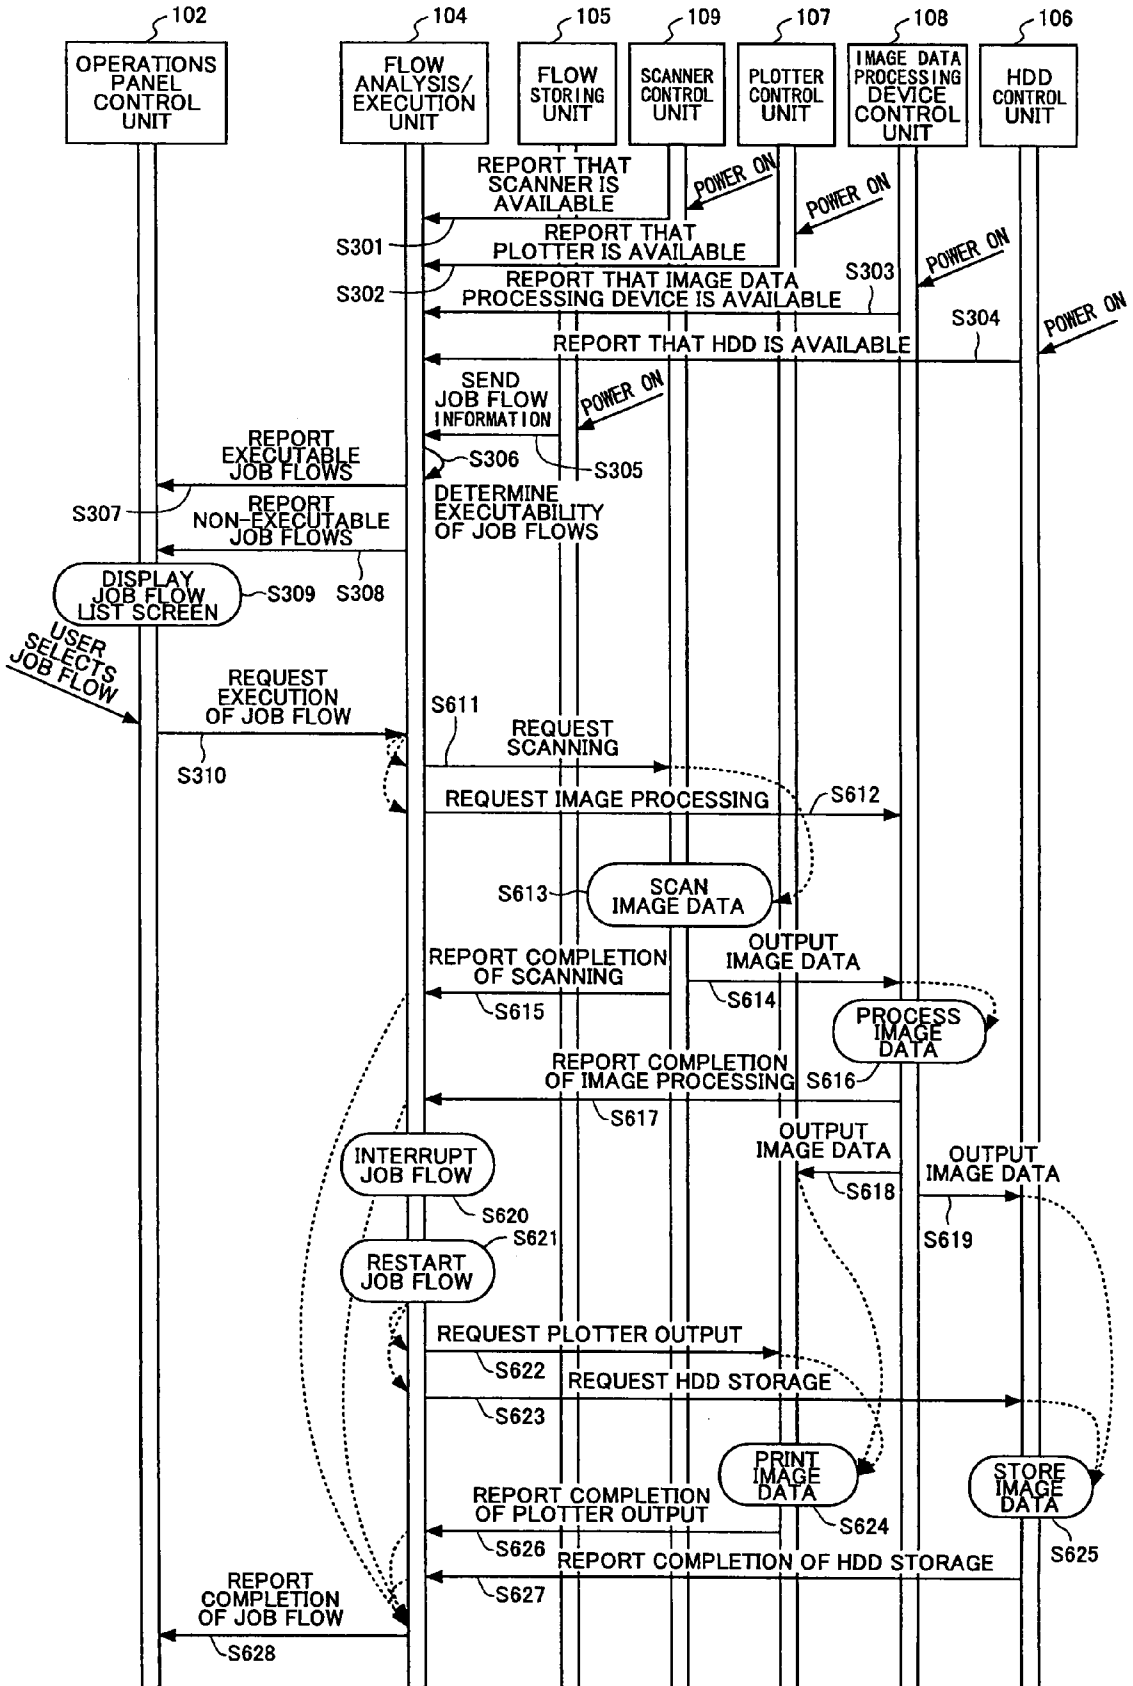 102
104
105
109
107
108
106
OPERATIONS
PANEL
CONTROL
UNIT
FLOW
ANALYSIS/
EXECUTION
UNIT
FLOW
STORING
UNIT
SCANNER
CONTROL
UNIT
PLOTTER
CONTROL
UNIT
IMAGE DATA
PROCESSING
DEVICE
CONTROL
UNIT
HDD
CONTROL
UNIT
REPORT THAT
SCANNER IS
AVAILABLE
POWER ON
S301
REPORT THAT
PLOTTER IS AVAILABLE
POWER ON
S302
REPORT THAT IMAGE DATA
PROCESSING DEVICE IS AVAILABLE
S303
POWER ON
REPORT THAT HDD IS AVAILABLE
S304
POWER ON
SEND
JOB FLOW
INFORMATION
POWER ON
S305
S306
DETERMINE
EXECUTABILITY
OF JOB FLOWS
REPORT
EXECUTABLE
JOB FLOWS
S307
REPORT
NON-EXECUTABLE
JOB FLOWS
S308
DISPLAY
JOB FLOW
LIST SCREEN
S309
USER
SELECTS
JOB FLOW
REQUEST
EXECUTION
OF JOB FLOW
S310
S611
REQUEST
SCANNING
REQUEST IMAGE PROCESSING
S612
S613
SCAN
IMAGE DATA
REPORT COMPLETION
OF SCANNING
S615
OUTPUT
IMAGE DATA
S614
PROCESS
IMAGE
DATA
S616
REPORT COMPLETION
OF IMAGE PROCESSING
S617
OUTPUT
IMAGE DATA
S618
OUTPUT
IMAGE DATA
S619
INTERRUPT
JOB FLOW
S620
S621
RESTART
JOB FLOW
REQUEST PLOTTER OUTPUT
S622
REQUEST HDD STORAGE
S623
PRINT
IMAGE
DATA
S624
STORE
IMAGE
DATA
S625
REPORT COMPLETION
OF PLOTTER OUTPUT
S626
REPORT COMPLETION OF HDD STORAGE
S627
REPORT
COMPLETION
OF JOB FLOW
S628